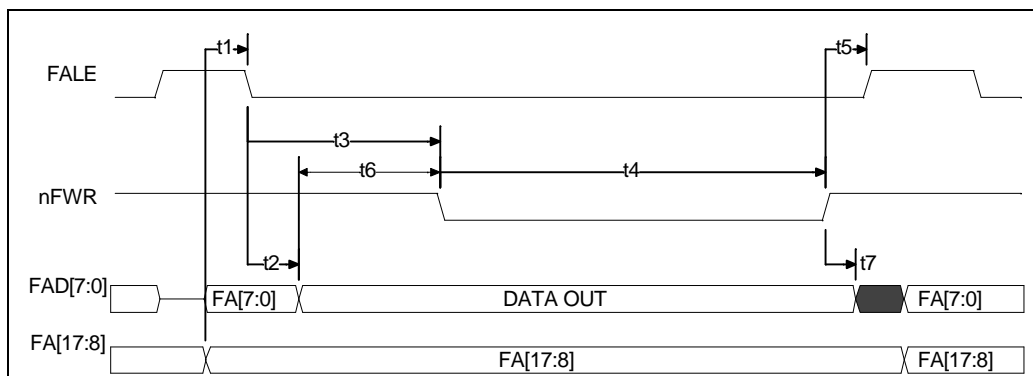 t1
t5
FALE
t3
t6
t4
nFWR
t2
t7
FAD[7:0]
FA[7:0]
DATA OUT
FA[7:0]
FA[17:8]
FA[17:8]
FA[17:8]